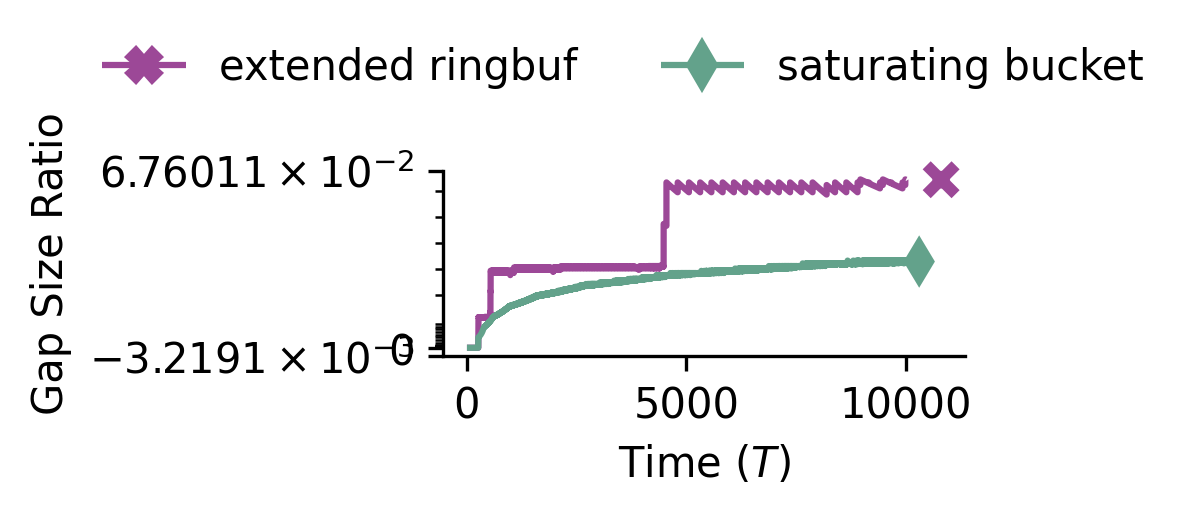 extended ringbuf
saturating bucket
Gap Size Ratio
6.76011 × 10⁻²
0
−3.2191 × 10⁻³
0 5000 10000
Time (T)